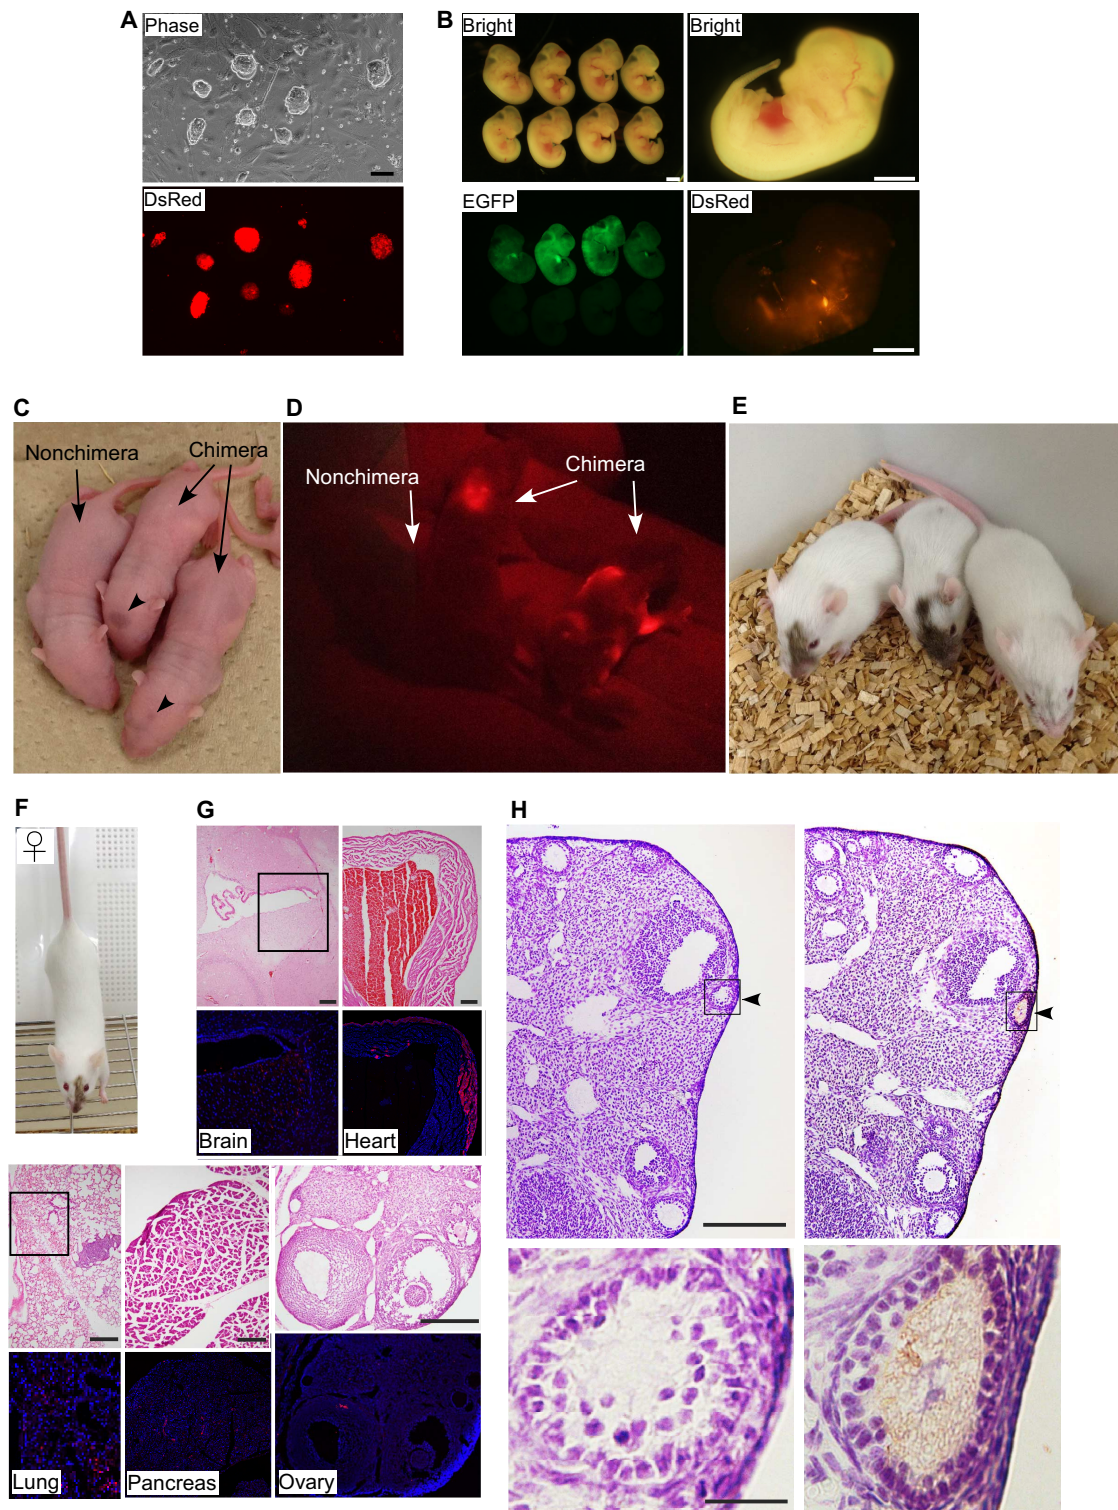 A
Phase
DsRed
B
Bright
Bright
EGFP
DsRed
C
Nonchimera
Chimera
D
Nonchimera
Chimera
E
F
♀
G
Brain
Heart
Lung
Pancreas
Ovary
H